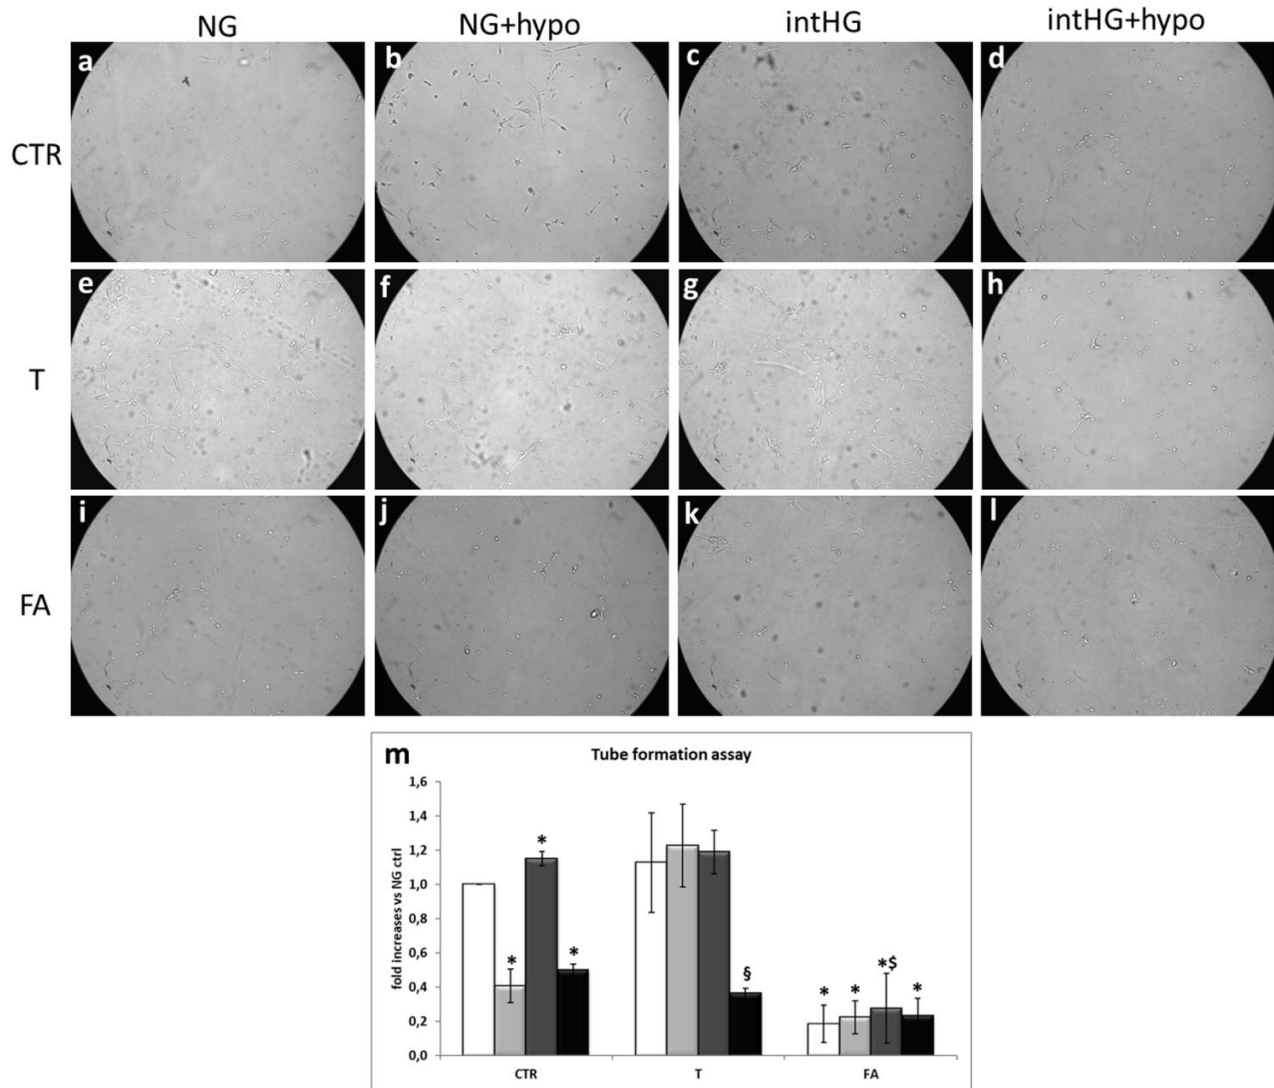 NG NG+hypo intHG intHG+hypo
a b c d
CTR
e f g h
T
i j k l
FA
m Tube formation assay
fold increases vs NG ctrl
1,6
1,4
1,2
1,0
0,8
0,6
0,4
0,2
0,0
* * * § * * *$ *
CTR T FA